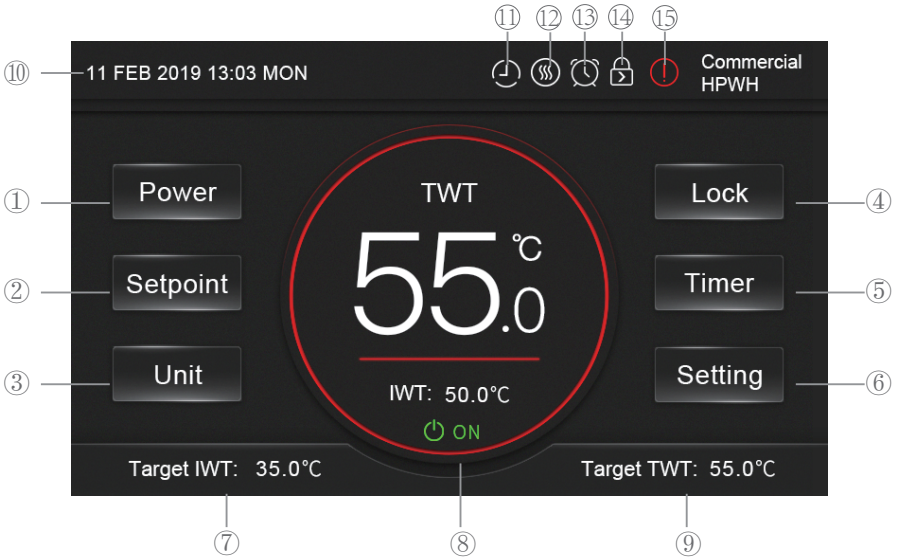 ⑪ ⑫ ⑬ ⑭ ⑮
⑩ 11 FEB 2019 13:03 MON Commercial
HPWH
① Power TWT Lock ④
55.0°C
② Setpoint Timer ⑤
③ Unit Setting ⑥
IWT: 50.0°C
ON
Target IWT: 35.0°C Target TWT: 55.0°C
⑦ ⑧ ⑨